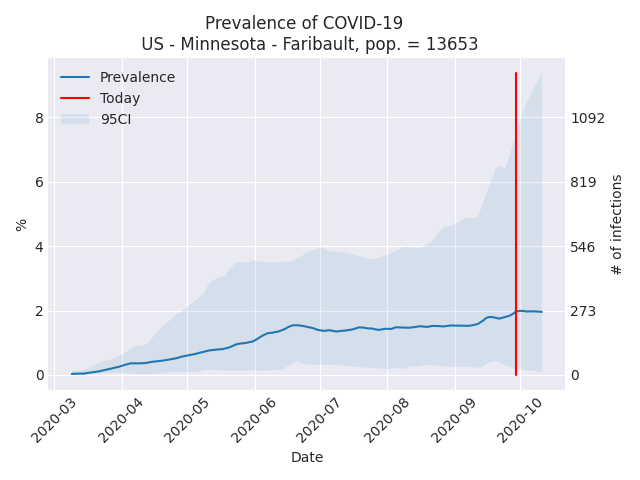 Prevalence of COVID-19
US - Minnesota - Faribault, pop. = 13653
Prevalence
Today
95CI
8
6
4
2
0
%
1092
819
546
273
0
# of infections
2020-03
2020-04
2020-05
2020-06
2020-07
2020-08
2020-09
2020-10
Date